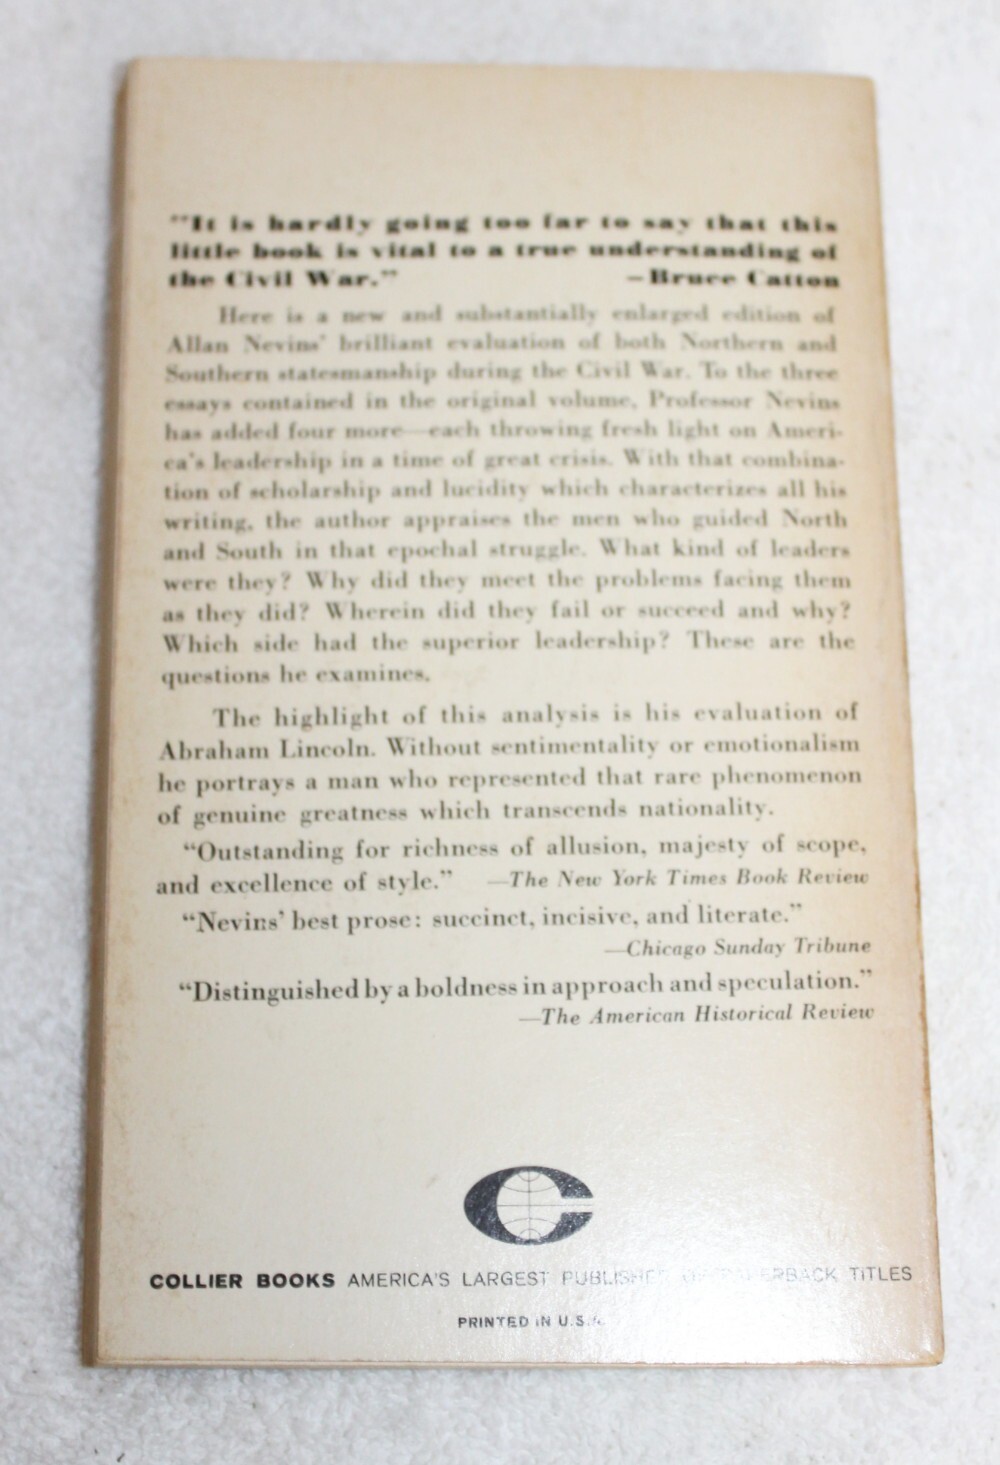 "It is hardly going too far to say that this
little book is vital to a true understanding of
the Civil War." —Bruce Catton
Here is a new and substantially enlarged edition of
Allan Nevins' brilliant evaluation of both Northern and
Southern statesmanship during the Civil War. To the three
essays contained in the original volume, Professor Nevins
has added four more—each throwing fresh light on Ameri-
ca's leadership in a time of great crisis. With that combina-
tion of scholarship and lucidity which characterizes all his
writing, the author appraises the men who guided North
and South in that epochal struggle. What kind of leaders
were they? Why did they meet the problems facing them
as they did? Wherein did they fail or succeed and why?
Which side had the superior leadership? These are the
questions he examines.
The highlight of this analysis is his evaluation of
Abraham Lincoln. Without sentimentality or emotionalism
he portrays a man who represented that rare phenomenon
of genuine greatness which transcends nationality.
"Outstanding for richness of allusion, majesty of scope,
and excellence of style." —The New York Times Book Review
"Nevins' best prose: succinct, incisive, and literate."
—Chicago Sunday Tribune
"Distinguished by a boldness in approach and speculation."
—The American Historical Review
COLLIER BOOKS AMERICA'S LARGEST PUBLISHER OF PAPERBACK TITLES
PRINTED IN U.S.A.